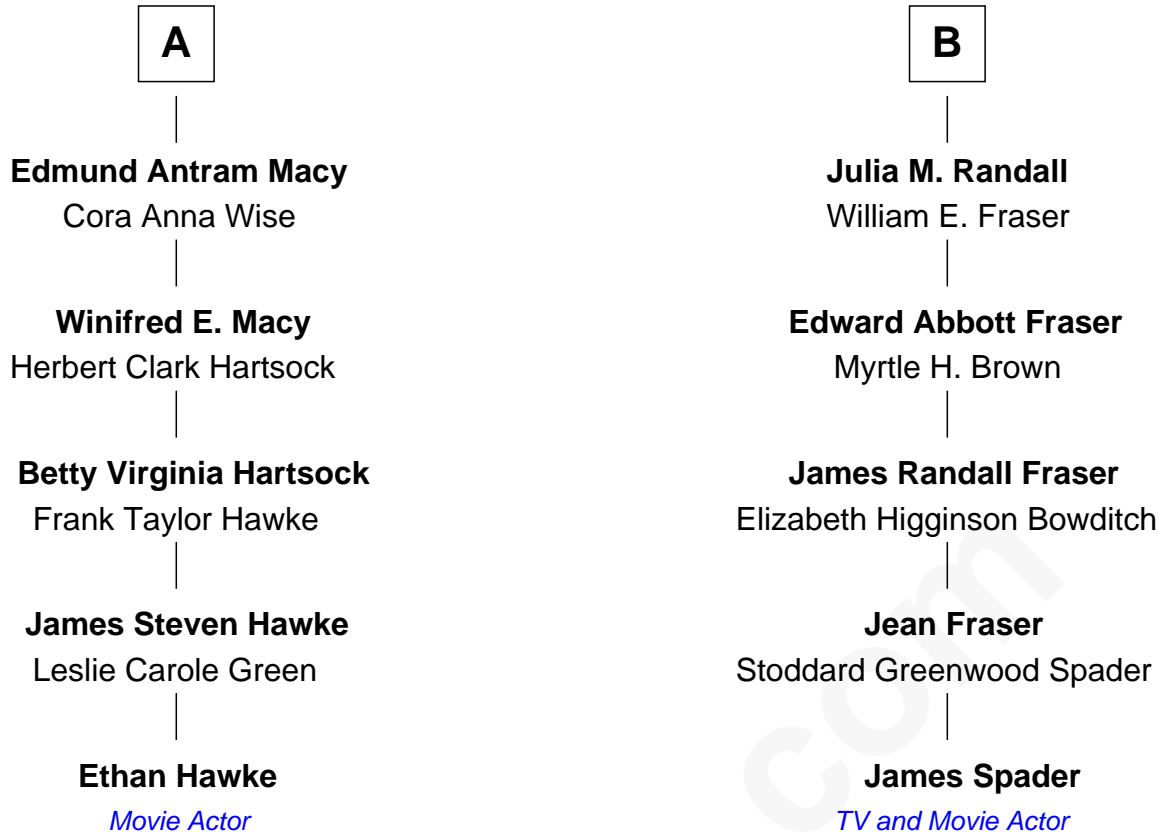 A
Edmund Antram Macy
Cora Anna Wise
Winifred E. Macy
Herbert Clark Hartsock
Betty Virginia Hartsock
Frank Taylor Hawke
James Steven Hawke
Leslie Carole Green
Ethan Hawke
Movie Actor
B
Julia M. Randall
William E. Fraser
Edward Abbott Fraser
Myrtle H. Brown
James Randall Fraser
Elizabeth Higginson Bowditch
Jean Fraser
Stoddard Greenwood Spader
James Spader
TV and Movie Actor
com